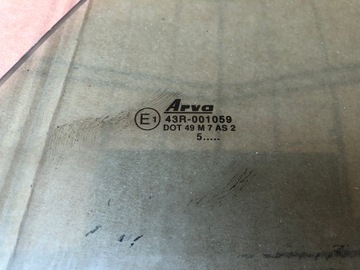 Arva
E1 43R-001059
DOT 49 M 7 AS 2
5.....